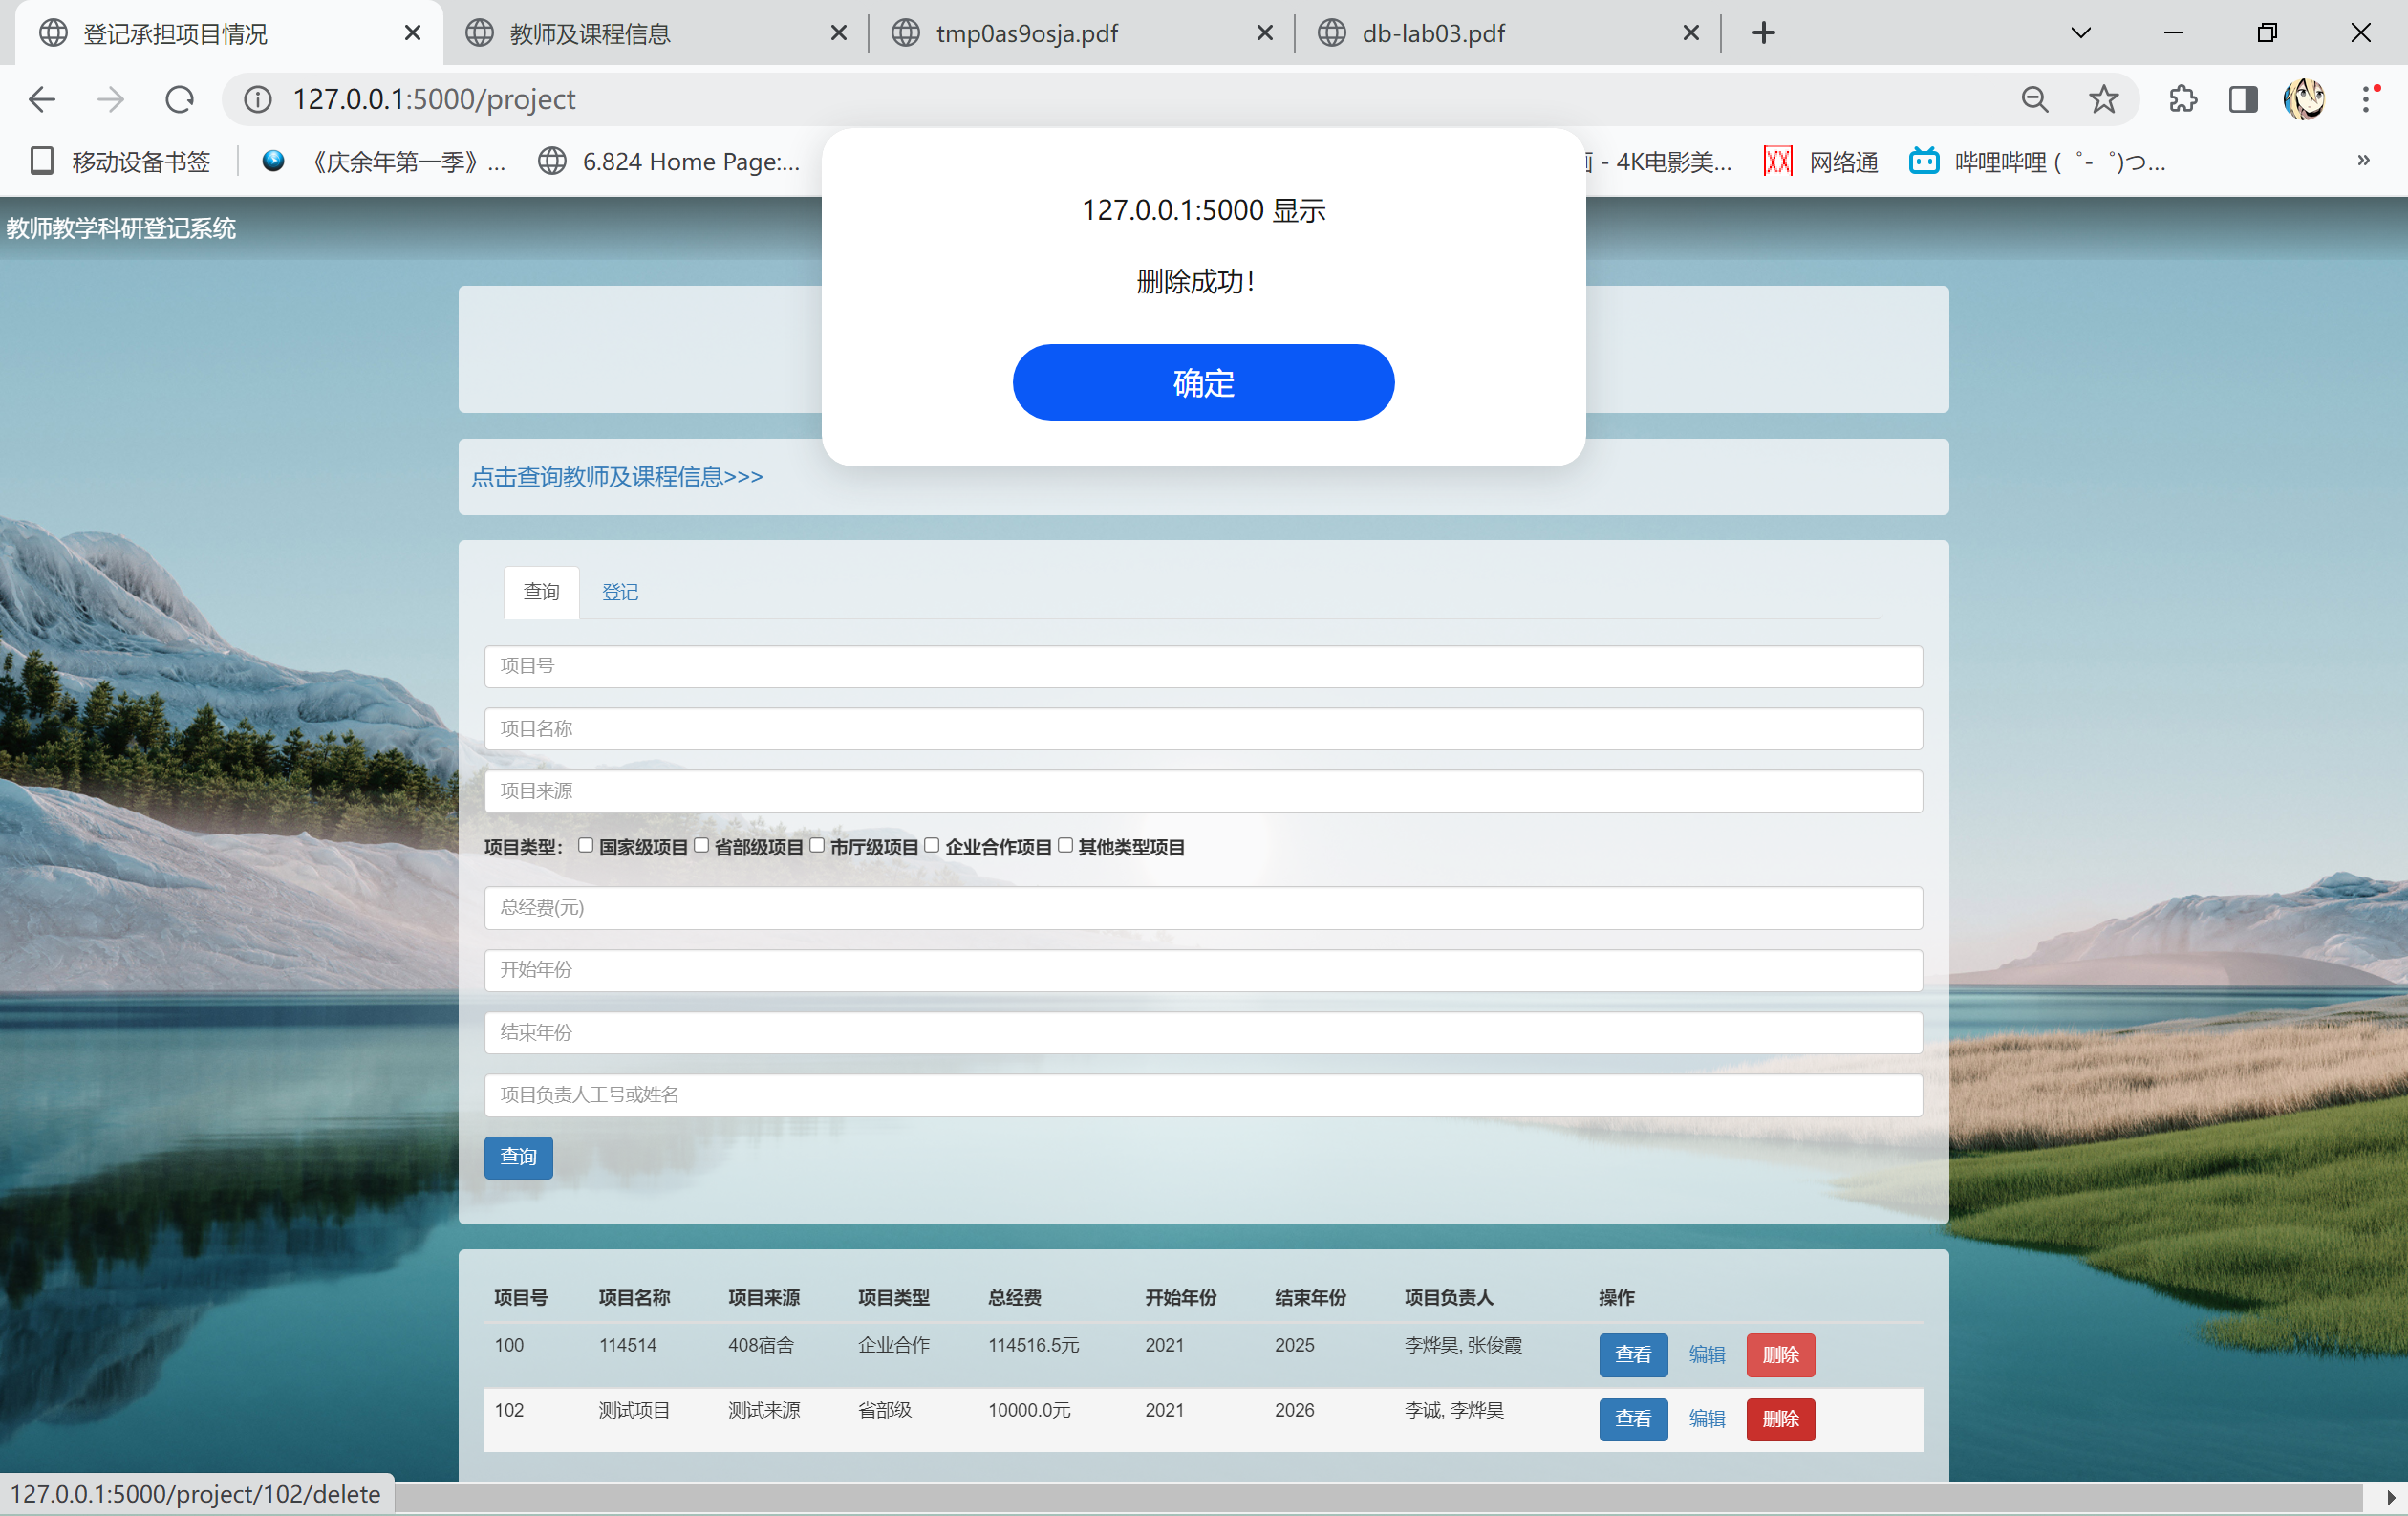 登记承担项目情况
教师及课程信息
tmp0as9osja.pdf
db-lab03.pdf
127.0.0.1:5000/project
移动设备书签
《庆余年第一季》...
6.824 Home Page:...
- 4K电影美...
网络通
哔哩哔哩 (゜-゜)つ...
教师教学科研登记系统
127.0.0.1:5000 显示
删除成功!
确定
点击查询教师及课程信息>>>
查询 登记
项目号
项目名称
项目来源
项目类型: 国家级项目 省部级项目 市厅级项目 企业合作项目 其他类型项目
总经费(元)
开始年份
结束年份
项目负责人工号或姓名
查询
项目号 项目名称 项目来源 项目类型 总经费 开始年份 结束年份 项目负责人 操作
100 114514 408宿舍 企业合作 114516.5元 2021 2025 李烨昊, 张俊霞 查看 编辑 删除
102 测试项目 测试来源 省部级 10000.0元 2021 2026 李诚, 李烨昊 查看 编辑 删除
127.0.0.1:5000/project/102/delete